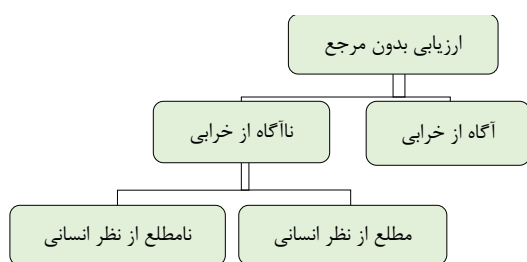 ارزیابی بدون مرجع
آگاه از خرابی
ناآگاه از خرابی
مطلع از نظر انسانی
نامطلع از نظر انسانی